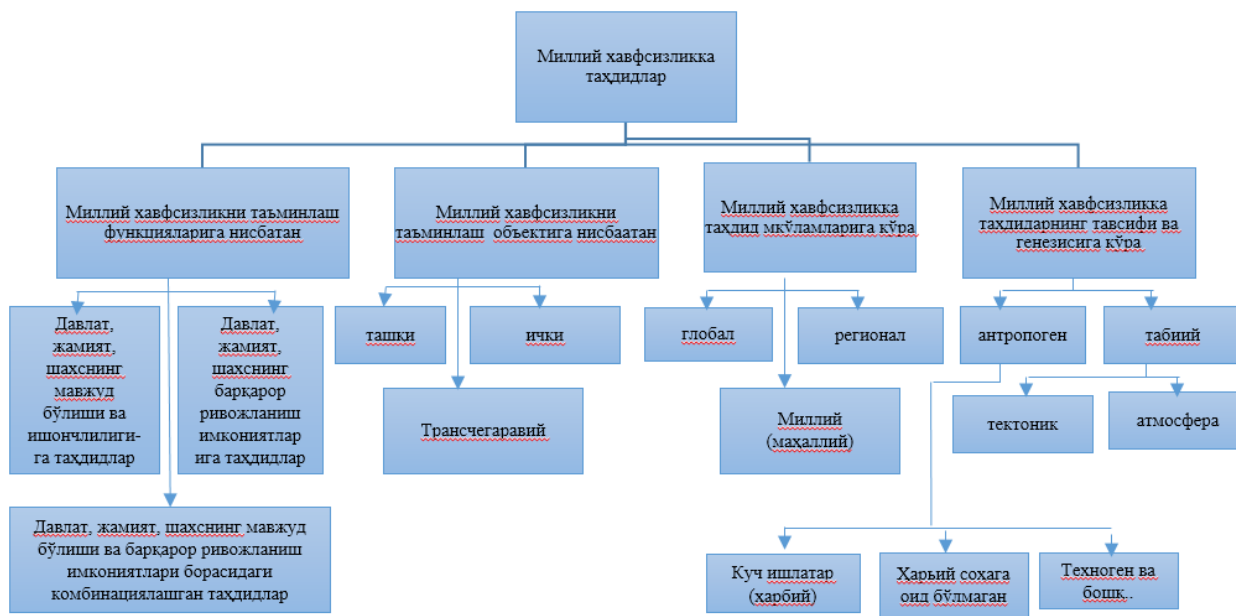 Миллий хавфсизликка
таҳдидлар
Миллий хавфсизликни таъминлаш
функцияларига нисбатан
Миллий хавфсизликни
таъминлаш объектига нисбаатан
Миллий хавфсизликка
таҳдид мкўламларига кўра
Миллий хавфсизликка
таҳдидарнинг тавсифи ва
генезисига кўра
Давлат,
жамият,
шахснинг
мавжуд
бўлиши ва
ишончлилиги-
га таҳдидлар
Давлат,
жамият,
шахснинг
барқарор
ривожланиш
имкониятлар
ига таҳдидлар
ташқи
ички
глобал
регионал
антропоген
табиий
Трансчегаравий
Миллий
(маҳаллий)
тектоник
атмосфера
Давлат, жамият, шахснинг мавжуд
бўлиши ва барқарор ривожланиш
имкониятлари борасидаги
комбинациялашган таҳдидлар
Куч ишлатар
(ҳарбий)
Ҳарьий соҳага
оид бўлмаган
Техноген ва
бошқ..